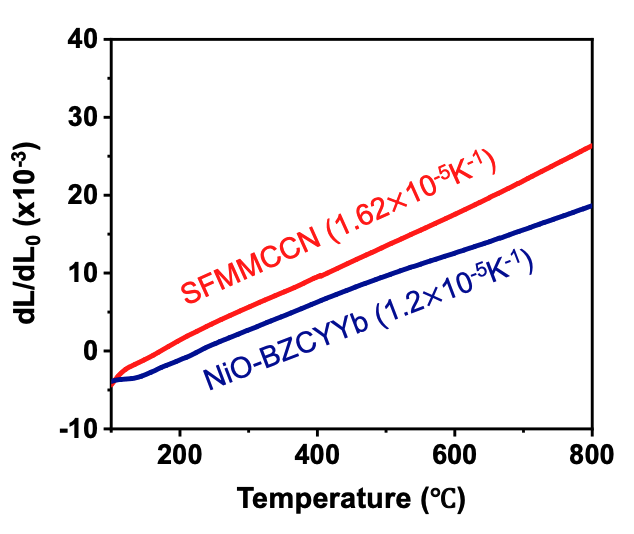 40
30
20
10
0
-10
dL/dL₀ (x10⁻³)
SFMMCCN (1.62×10⁻⁵K⁻¹)
NiO-BZCYYb (1.2×10⁻⁵K⁻¹)
200 400 600 800
Temperature (℃)